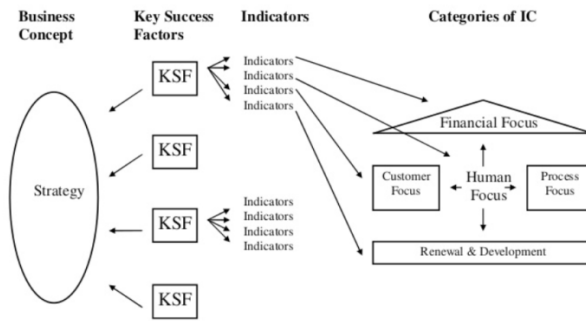 Business Concept
Key Success Factors
Indicators
Categories of IC
KSF
Indicators
Indicators
Indicators
Indicators
KSF
Strategy
KSF
Indicators
Indicators
Indicators
Indicators
KSF
Financial Focus
Customer Focus
Human Focus
Process Focus
Renewal & Development